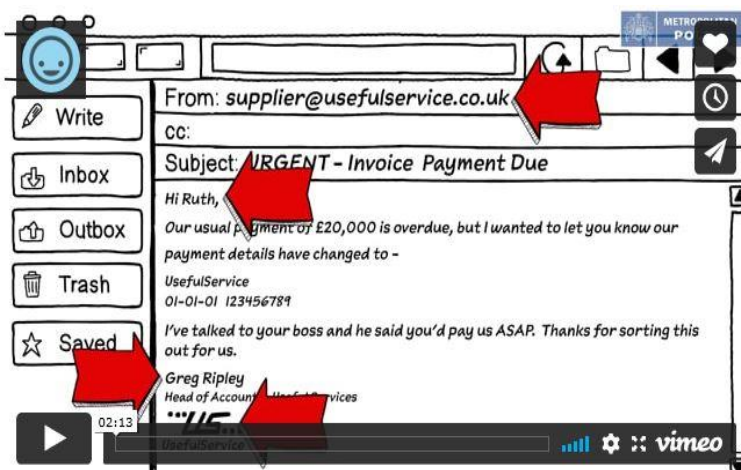 METROPOLITAN
From: supplier@usefulservice.co.uk
Write
cc:
Subject: URGENT - Invoice Payment Due
Inbox
Hi Ruth,
Our usual payment of £20,000 is overdue, but I wanted to let you know our
payment details have changed to -
Outbox
UsefulService
01-01-01 123456789
Trash
I've talked to your boss and he said you'd pay us ASAP. Thanks for sorting this
out for us.
Saved
Greg Ripley
Head of Accounts
02:13
"'US...
UsefulService
vimeo